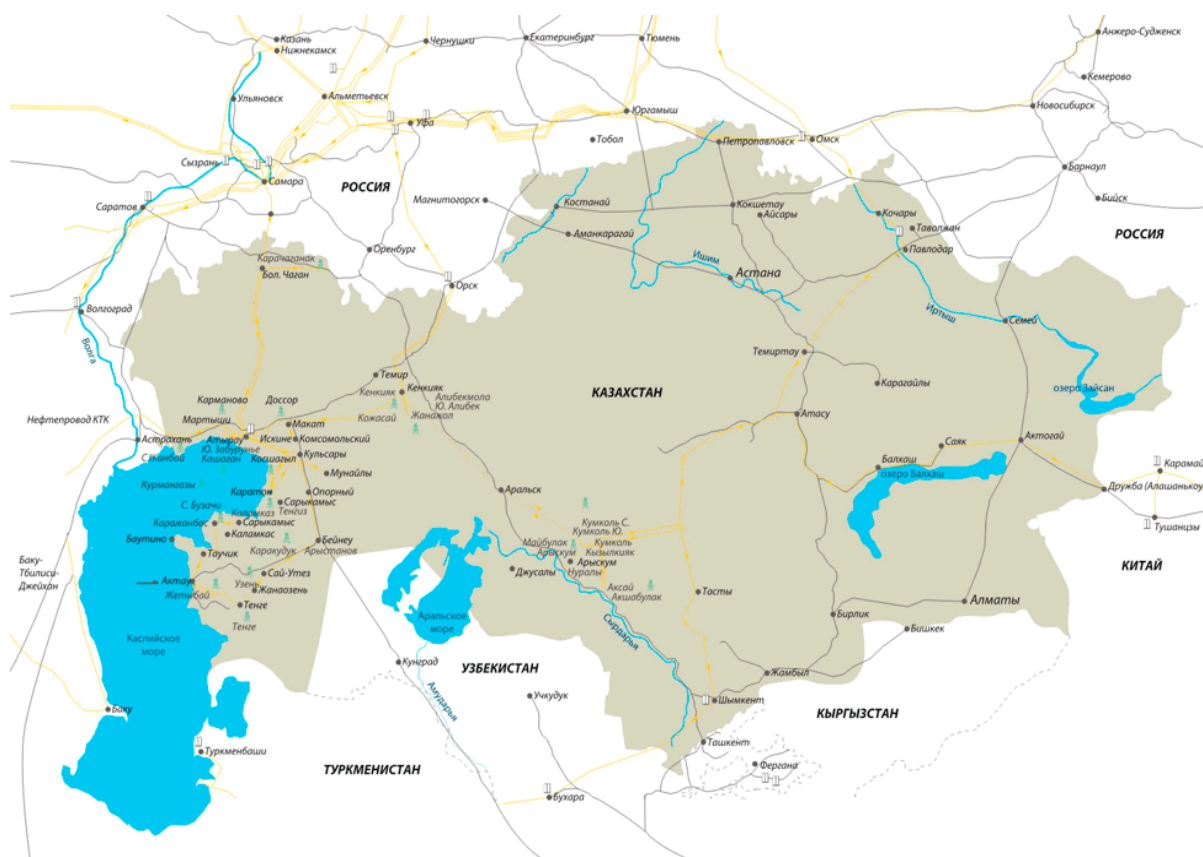 Казань
Нижнекамск
Чернушки
Екатеринбург
Тюмень
Анжеро-Судженск
Кемерово
Ульяновск
Альметьевск
Уфа
Юргамыш
Новосибирск
Тобол
Петропавловск
Омск
Сызрань
Самара
РОССИЯ
Барнаул
Магнитогорск
Костанай
Кокшетау
Айсары
Кочары
Бийск
Саратов
Аманкарагай
Таволжан
РОССИЯ
Оренбург
Павлодар
Карачаганак
Бол. Чаган
Ишим
Астана
Орск
Волгоград
Иртыш
Семей
Волга
Темиртау
Темир
Кенкияк
Кенкияк
КАЗАХСТАН
Карагайлы
озеро Зайсан
Алибекмола
Ю. Алибек
Кожасай
Жанажол
Карманово
Доссор
Мартыши
Макат
Атасу
Нефтепровод КТК
Астрахань
Атырау
Искине
Комсомольский
Саяк
Актогай
Ю. Забурунье
С.Нанбай
Кашаган
Косшагыл
Кульсары
Балхаш
озеро Балхаш
Карамай
Мунайлы
Курмангазы
Каратон
Опорный
Аральск
Дружба (Алашанькоу)
С. Бузачи
Сарыкамыс
Каламкас
Тенгиз
Тушанцзы
Каражанбас
Сарыкамыс
Кумколь С.
Кумколь Ю.
Баутино
Каламкас
Бейнеу
Майбулак
Кумколь
Каракудук
Арыстанов
Арыскум
Кызылкияк
Таучик
Арыскум
Баку-
Тбилиси-
Джейхан
Сай-Утез
Джусалы
Нуралы
КИТАЙ
Актау
Узень
Жанаозень
Аксай
Жетыбай
Акшабулак
Тасты
Алматы
Тенге
Аральское
море
Сырдарья
Бирлик
Бишкек
Тенге
Каспийское
море
Кунград
УЗБЕКИСТАН
Жамбыл
Амударья
Учкудук
Шымкент
КЫРГЫЗСТАН
Баку
Ташкент
Туркменбаши
ТУРКМЕНИСТАН
Фергана
Бухара